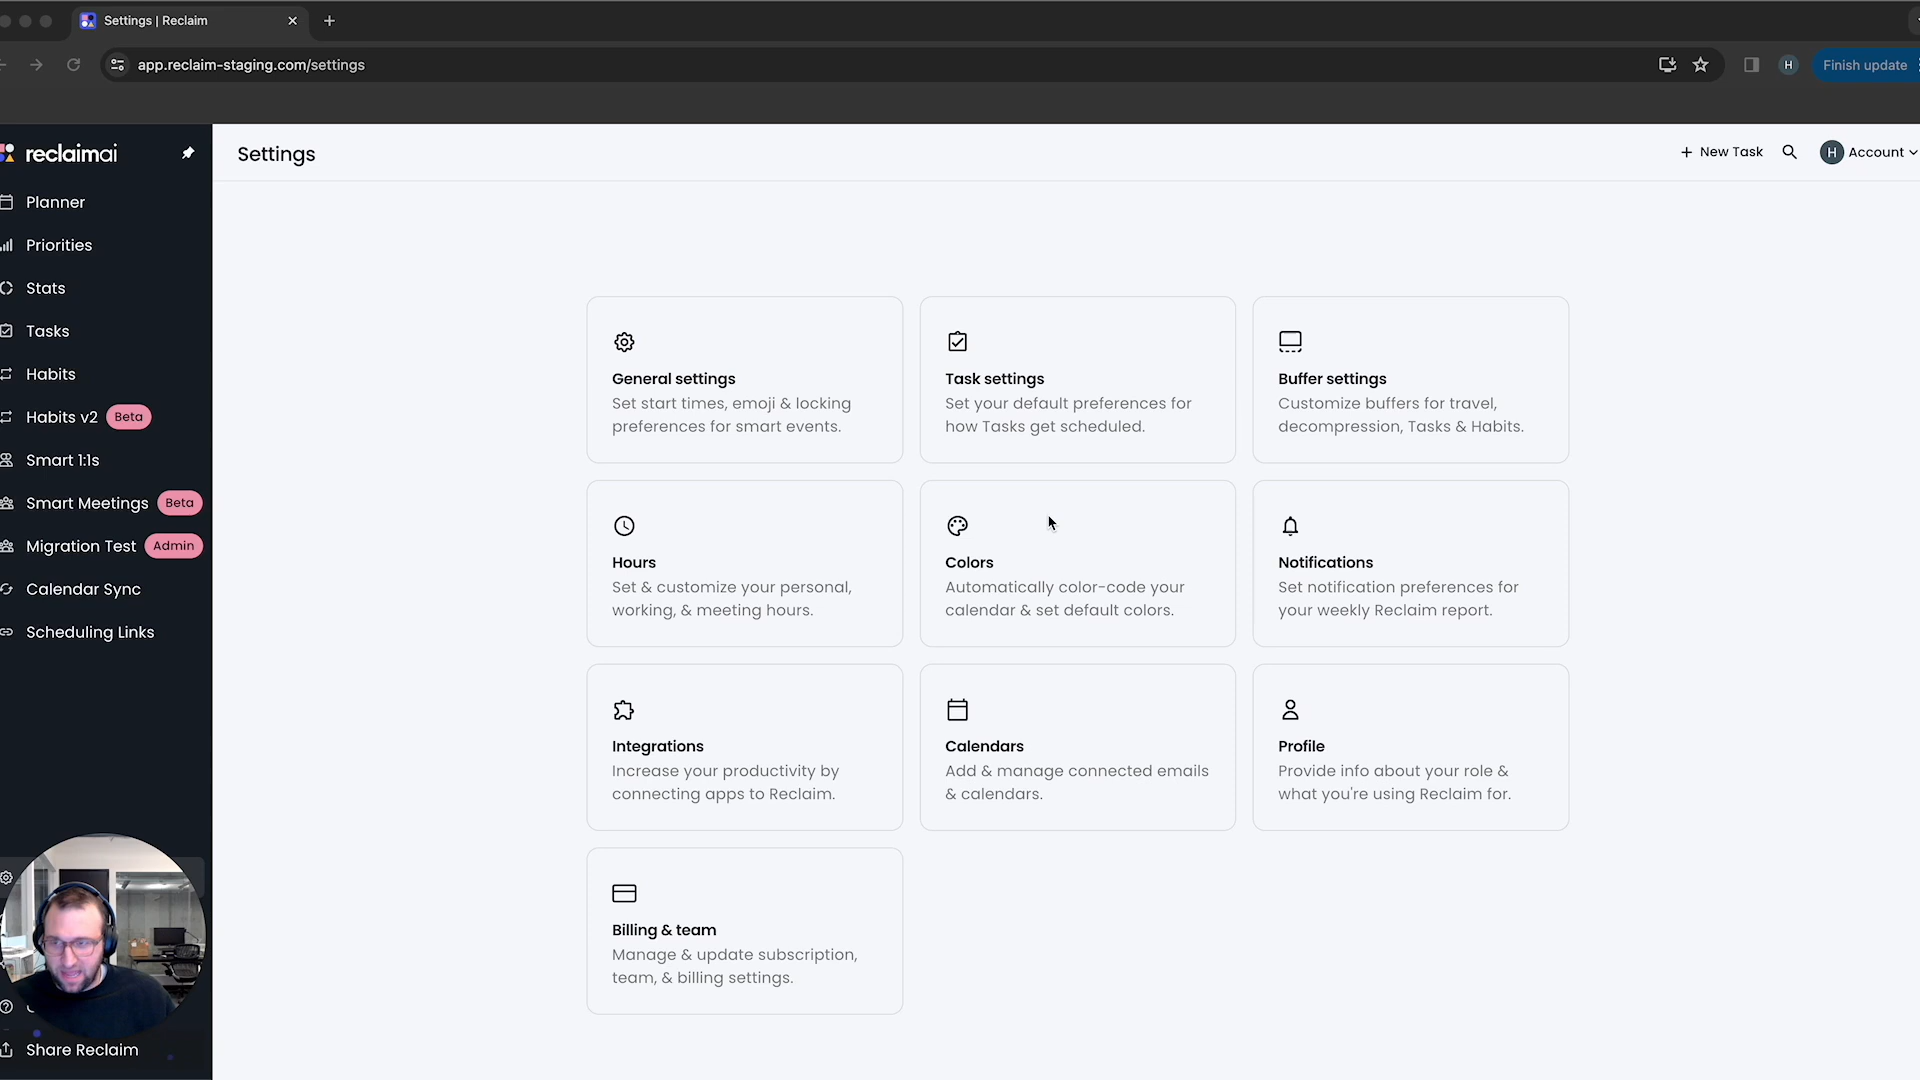 Settings | Reclaim
app.reclaim-staging.com/settings
H
Finish update
reclaimai
Settings
+ New Task
H Account
Planner
Priorities
Stats
Tasks
Habits
Habits v2 Beta
Smart 1:1s
Smart Meetings Beta
Migration Test Admin
Calendar Sync
Scheduling Links
Share Reclaim
General settings
Set start times, emoji & locking
preferences for smart events.
Task settings
Set your default preferences for
how Tasks get scheduled.
Buffer settings
Customize buffers for travel,
decompression, Tasks & Habits.
Hours
Set & customize your personal,
working, & meeting hours.
Colors
Automatically color-code your
calendar & set default colors.
Notifications
Set notification preferences for
your weekly Reclaim report.
Integrations
Increase your productivity by
connecting apps to Reclaim.
Calendars
Add & manage connected emails
& calendars.
Profile
Provide info about your role &
what you're using Reclaim for.
Billing & team
Manage & update subscription,
team, & billing settings.